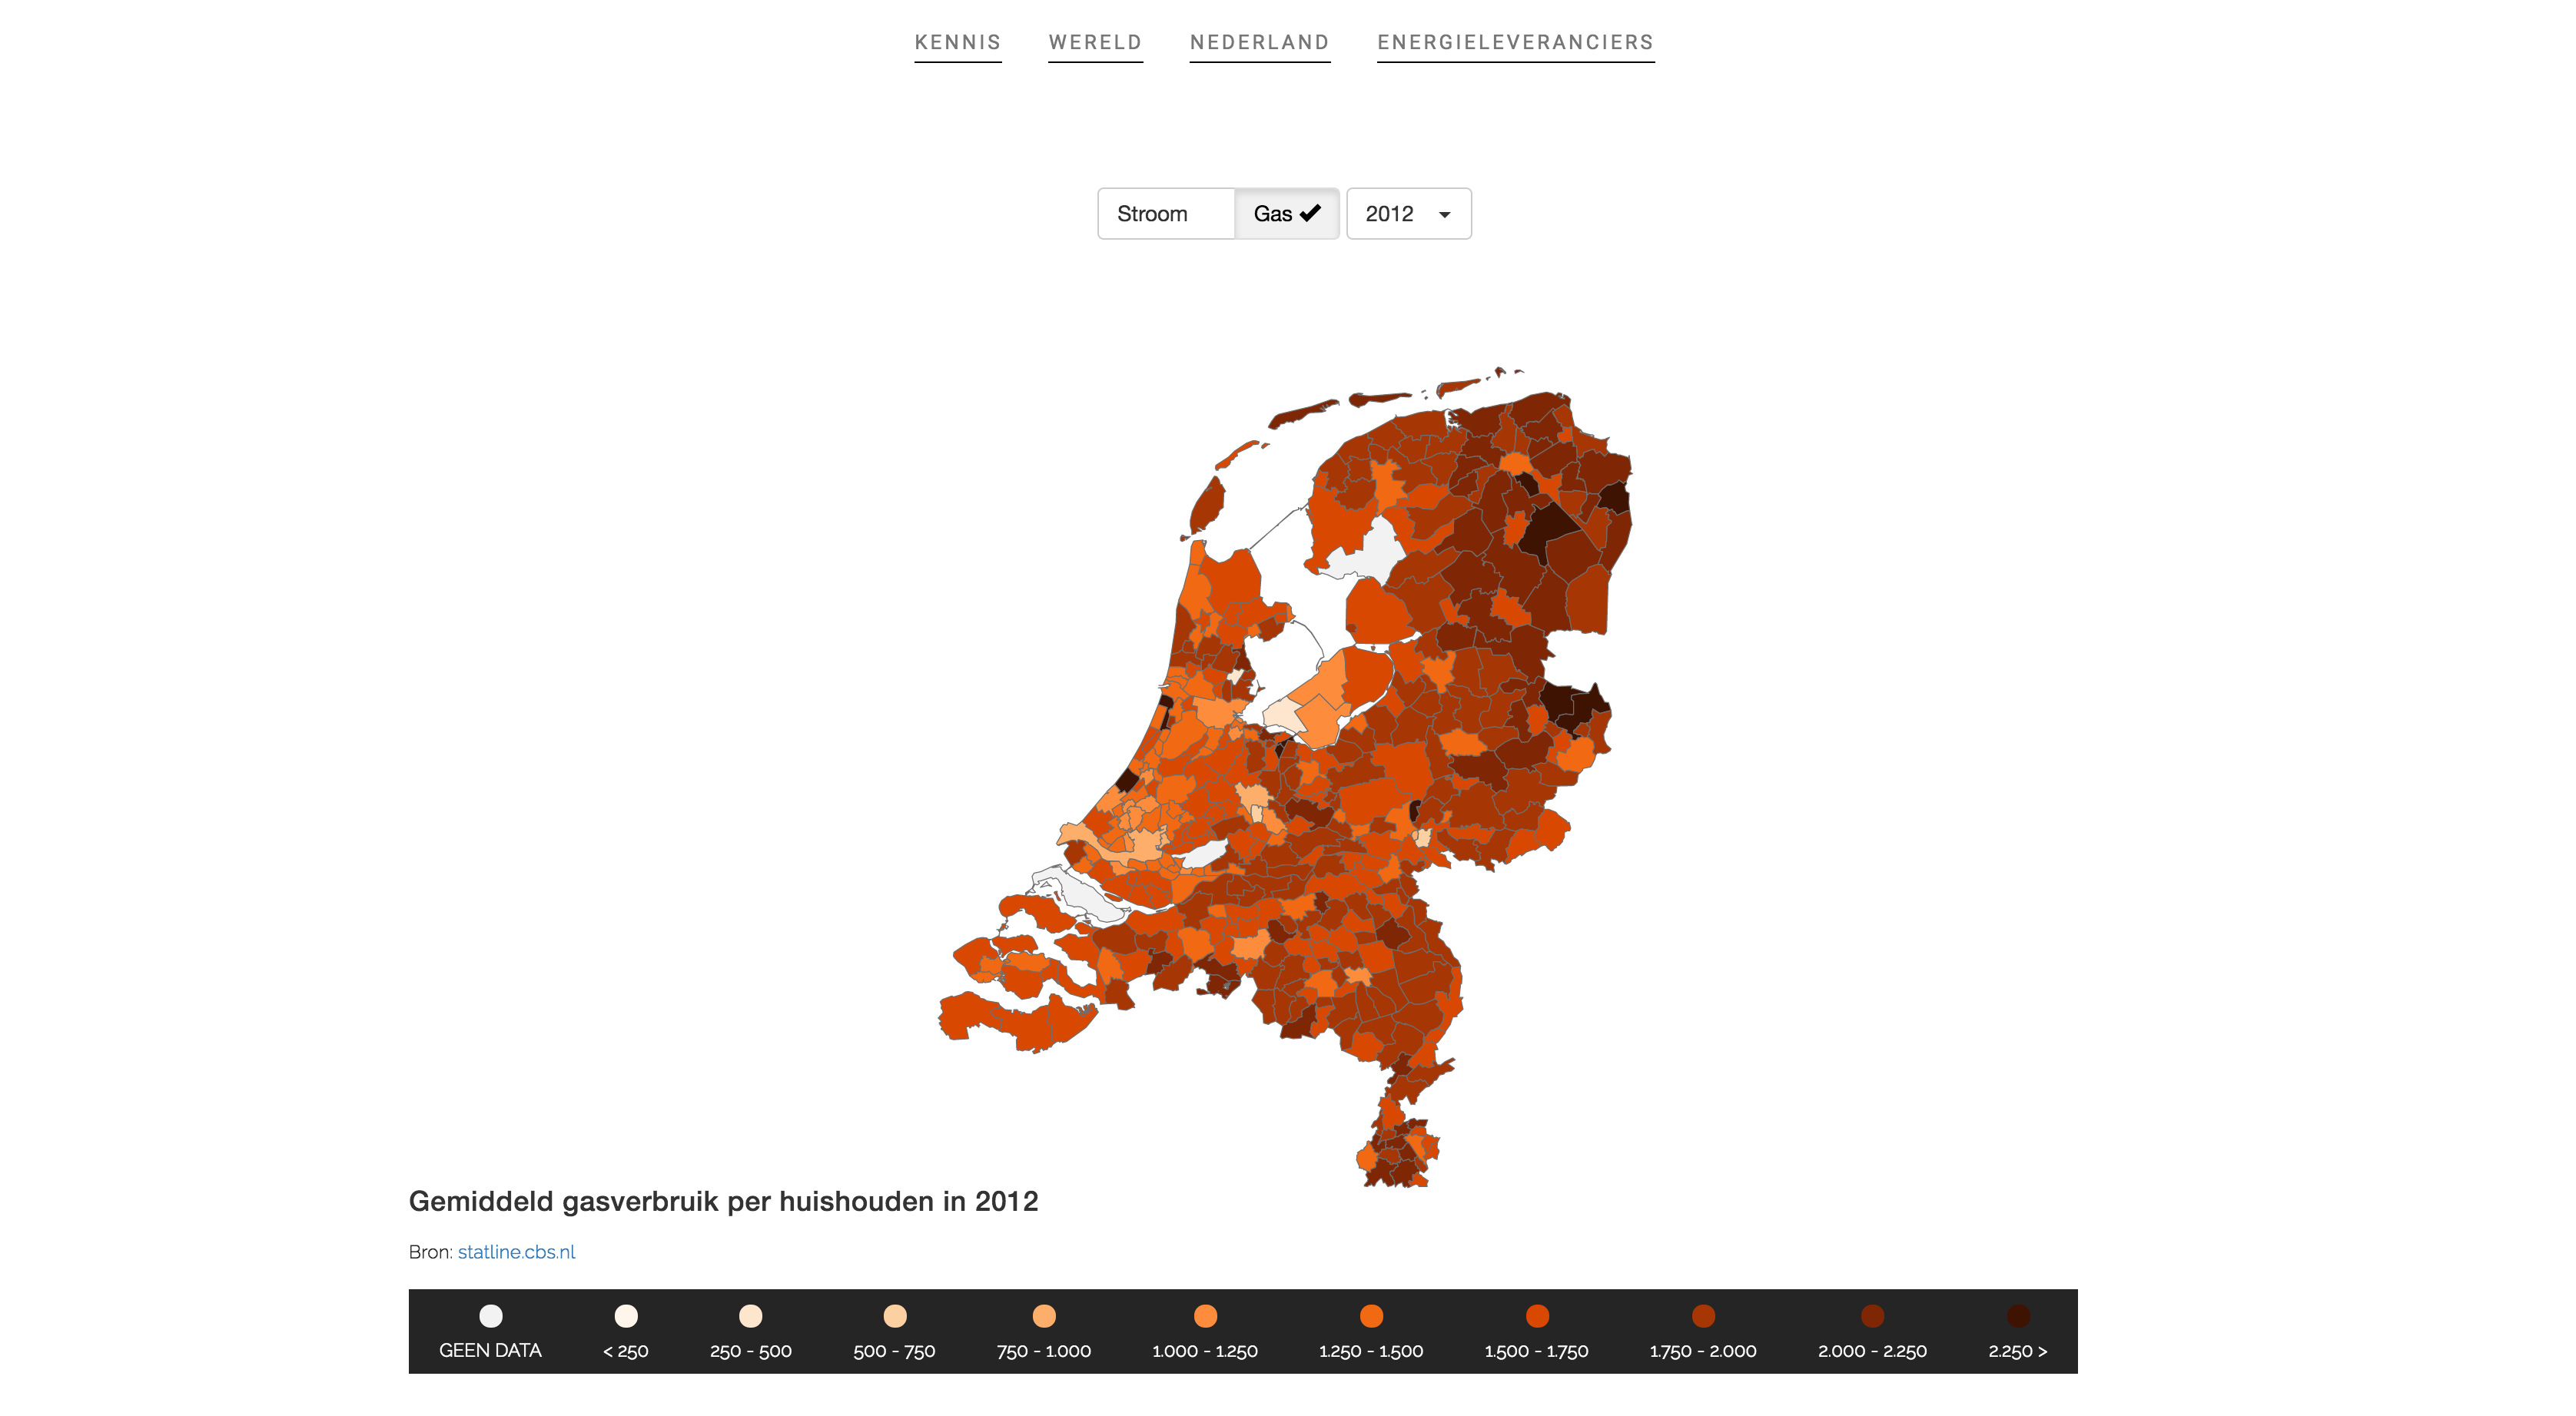 KENNIS WERELD NEDERLAND ENERGIELEVERANCIERS
Stroom Gas 2012
Gemiddeld gasverbruik per huishouden in 2012
Bron: statline.cbs.nl
GEEN DATA < 250 250 - 500 500 - 750 750 - 1.000 1.000 - 1.250 1.250 - 1.500 1.500 - 1.750 1.750 - 2.000 2.000 - 2.250 2.250 >